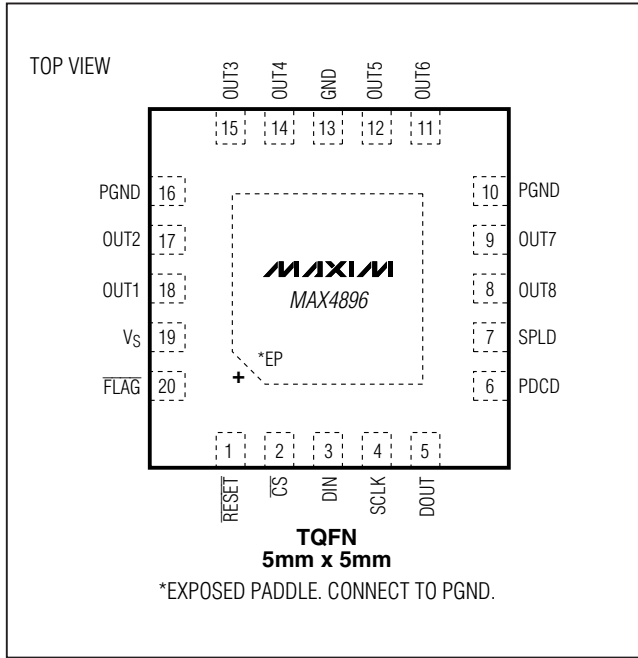 TOP VIEW
OUT3
OUT4
GND
OUT5
OUT6
15
14
13
12
11
PGND 16
10 PGND
OUT2 17
9 OUT7
OUT1 18
8 OUT8
VS 19
7 SPLD
FLAG 20
6 PDCD
MAXIM
MAX4896
*EP
+
1
2
3
4
5
RESET
CS
DIN
SCLK
DOUT
TQFN
5mm x 5mm
*EXPOSED PADDLE. CONNECT TO PGND.